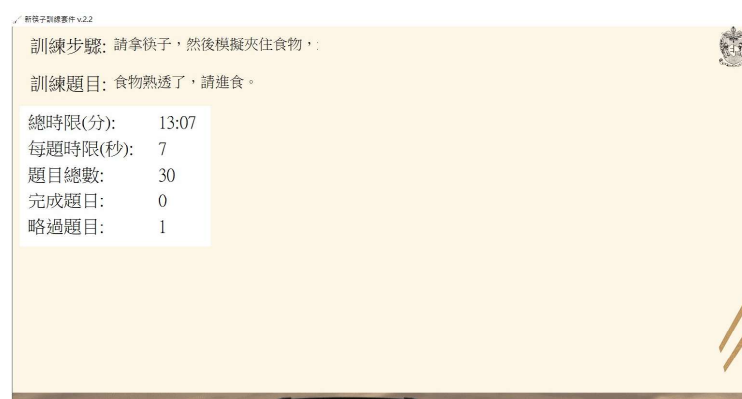 新筷子訓練套件 v.2.2
訓練步驟: 請拿筷子，然後模擬夾住食物，:
訓練題目: 食物熟透了，請進食。
總時限(分): 13:07
每題時限(秒): 7
題目總數: 30
完成題目: 0
略過題目: 1